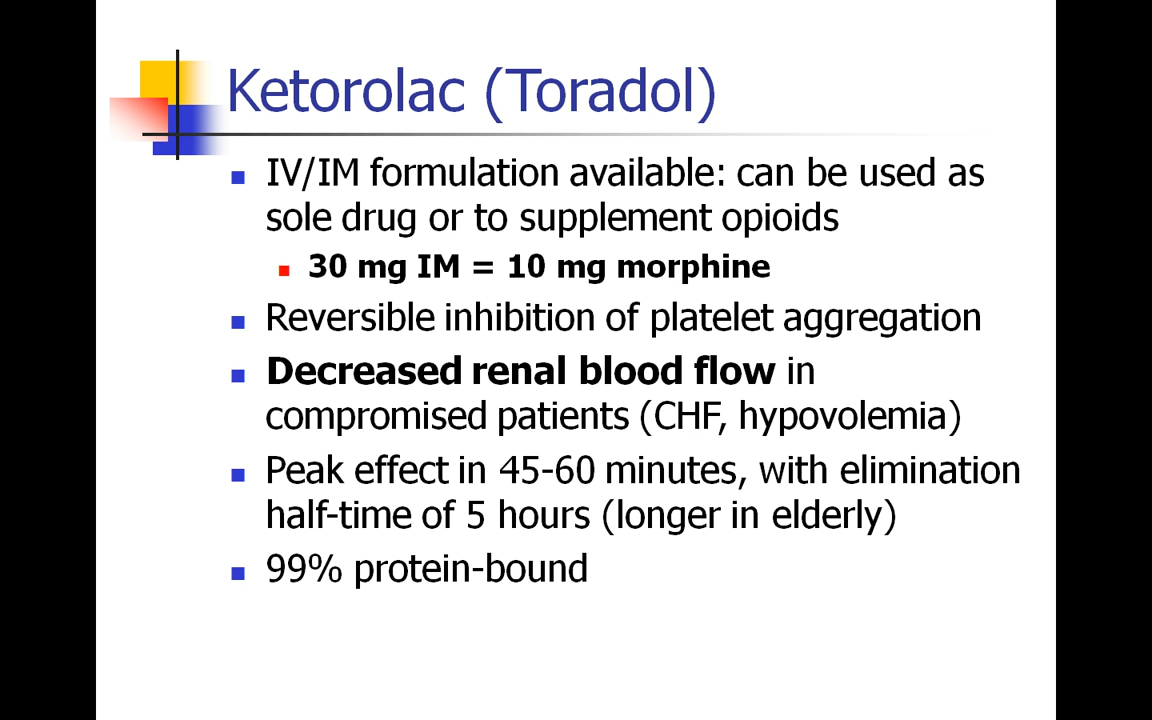 Ketorolac (Toradol)
IV/IM formulation available: can be used as
sole drug or to supplement opioids
30 mg IM = 10 mg morphine
Reversible inhibition of platelet aggregation
Decreased renal blood flow in
compromised patients (CHF, hypovolemia)
Peak effect in 45-60 minutes, with elimination
half-time of 5 hours (longer in elderly)
99% protein-bound